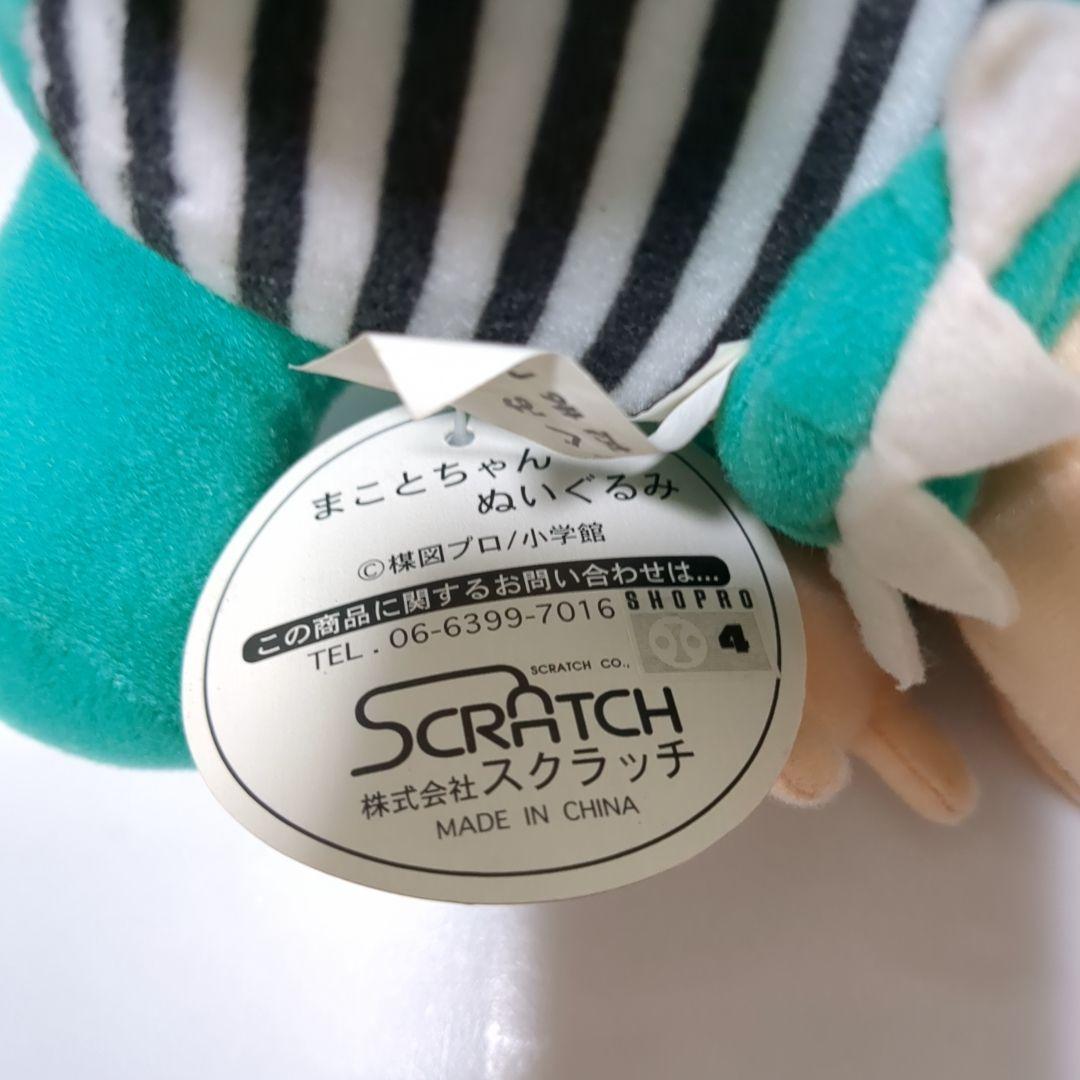 まことちゃん
ぬいぐるみ
©楳図プロ/小学館
この商品に関するお問い合わせは...
TEL. 06-6399-7016
SHOPRO
4
SCRATCH CO.,
SCRATCH
株式会社スクラッチ
MADE IN CHINA